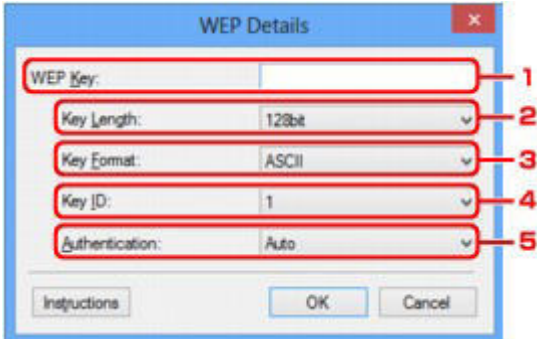 WEP Details
WEP Key: 1
Key Length: 128bit 2
Key Format: ASCII 3
Key ID: 1 4
Authentication: Auto 5
Instructions OK Cancel